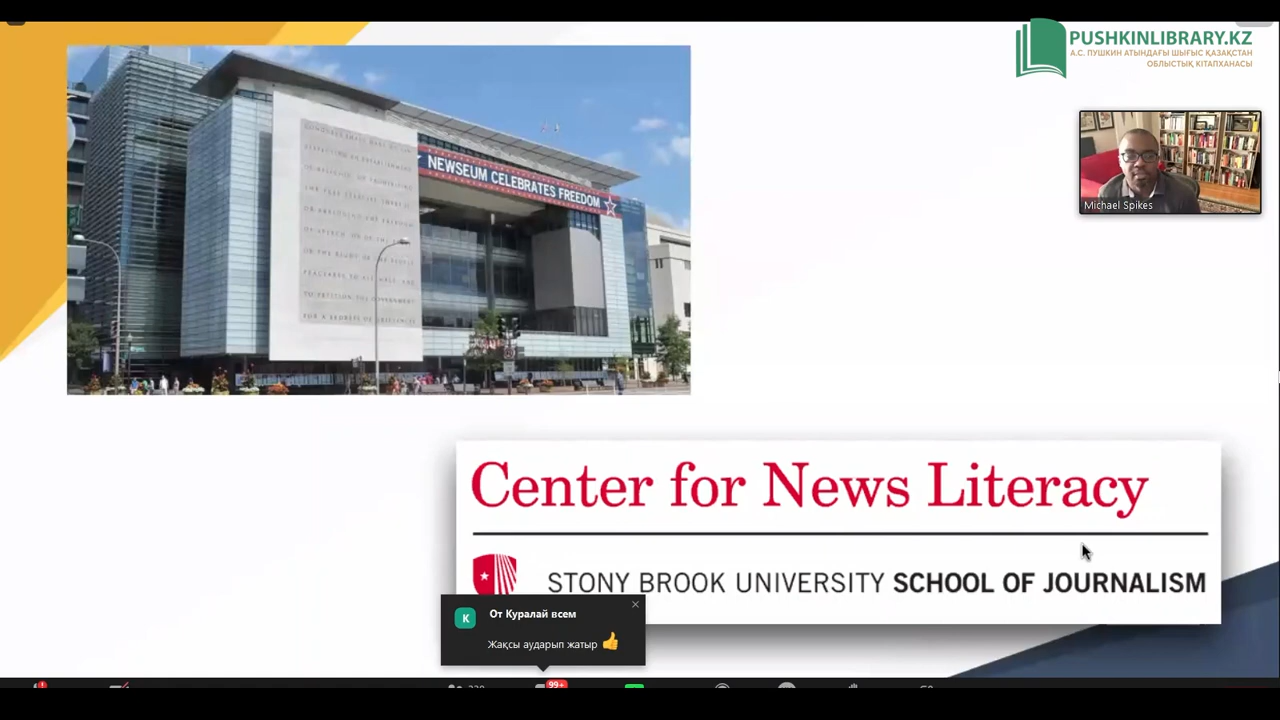 PUSHKINLIBRARY.KZ
А.С. ПУШКИН АТЫНДАҒЫ ШЫҒЫС ҚАЗАҚСТАН
ОБЛЫСТЫҚ КІТАПХАНАСЫ
NEWSEUM CELEBRATES FREEDOM
Michael Spikes
Center for News Literacy
STONY BROOK UNIVERSITY SCHOOL OF JOURNALISM
К
От Куралай всем
Жақсы аударып жатыр 👍
99+